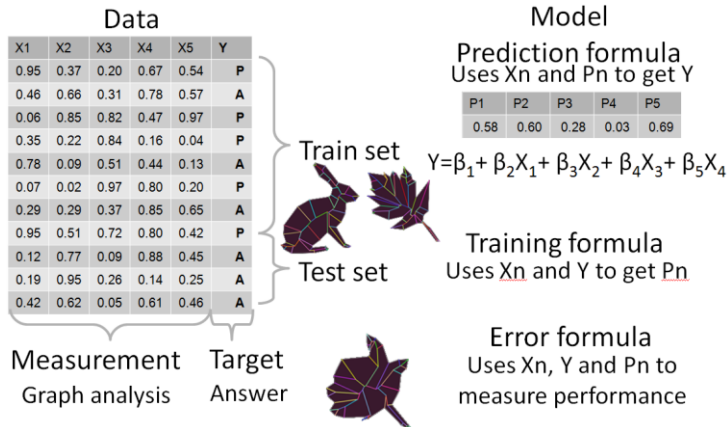 Data
X1 X2 X3 X4 X5 Y
0.95 0.37 0.20 0.67 0.54 P
0.46 0.66 0.31 0.78 0.57 A
0.06 0.85 0.82 0.47 0.97 P
0.35 0.22 0.84 0.16 0.04 P
0.78 0.09 0.51 0.44 0.13 A
0.07 0.02 0.97 0.80 0.20 P
0.29 0.29 0.37 0.85 0.65 A
0.95 0.51 0.72 0.80 0.42 P
0.12 0.77 0.09 0.88 0.45 A
0.19 0.95 0.26 0.14 0.25 A
0.42 0.62 0.05 0.61 0.46 A
Measurement
Graph analysis
Target
Answer
Train set
Test set
Model
Prediction formula
Uses Xn and Pn to get Y
P1 P2 P3 P4 P5
0.58 0.60 0.28 0.03 0.69
Y=β₁+ β₂X₁+ β₃X₂+ β₄X₃+ β₅X₄
Training formula
Uses Xn and Y to get Pn
Error formula
Uses Xn, Y and Pn to
measure performance